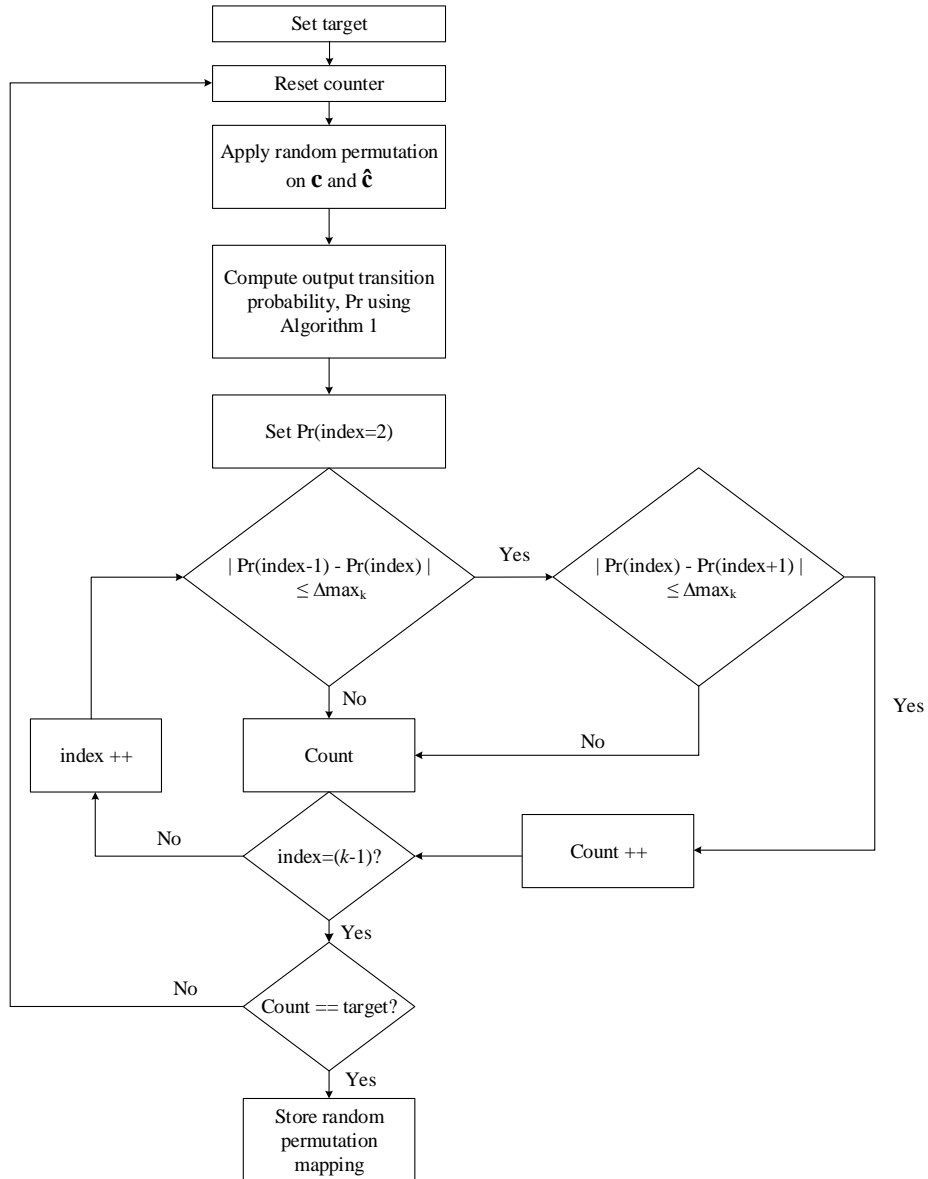 Set target
Reset counter
Apply random permutation
on c and ĉ
Compute output transition
probability, Pr using
Algorithm 1
Set Pr(index=2)
| Pr(index-1) - Pr(index) |
≤ Δmaxₖ
Yes
| Pr(index) - Pr(index+1) |
≤ Δmaxₖ
No
Yes
index ++
Count
No
No
index=(k-1)?
Count ++
Yes
No
Count == target?
Yes
Store random
permutation
mapping